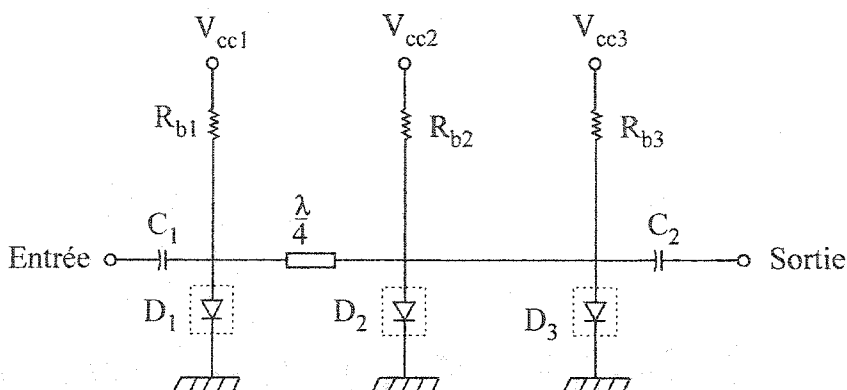 V_cc1 V_cc2 V_cc3
R_b1 R_b2 R_b3
C_1 λ/4 C_2
Entrée Sortie
D_1 D_2 D_3